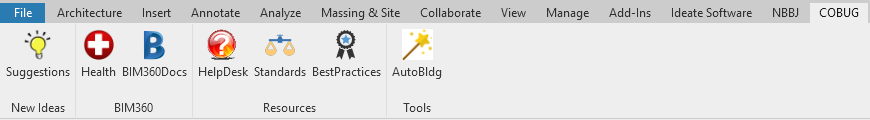 File Architecture Insert Annotate Analyze Massing & Site Collaborate View Manage Add-Ins Ideate Software NBBJ COBUG
Suggestions Health BIM360Docs HelpDesk Standards BestPractices AutoBldg
New Ideas BIM360 Resources Tools